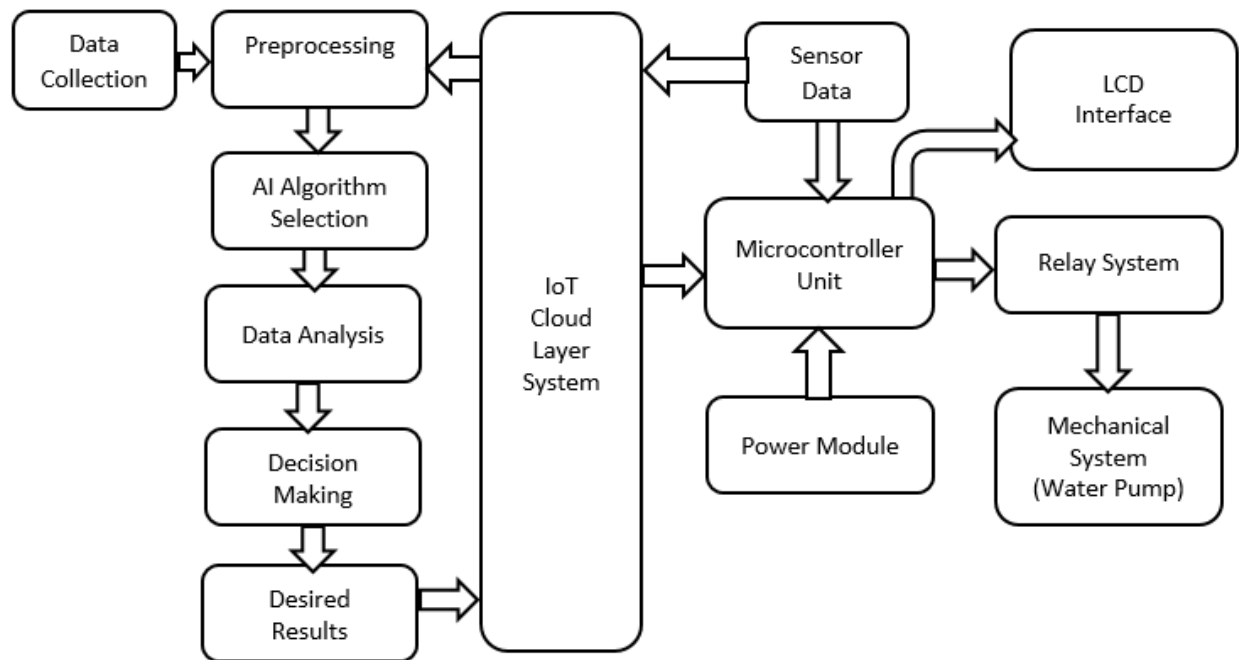 Data
Collection
Preprocessing
AI Algorithm
Selection
Data Analysis
Decision
Making
Desired
Results
IoT
Cloud
Layer
System
Sensor
Data
Microcontroller
Unit
Power Module
LCD
Interface
Relay System
Mechanical
System
(Water Pump)